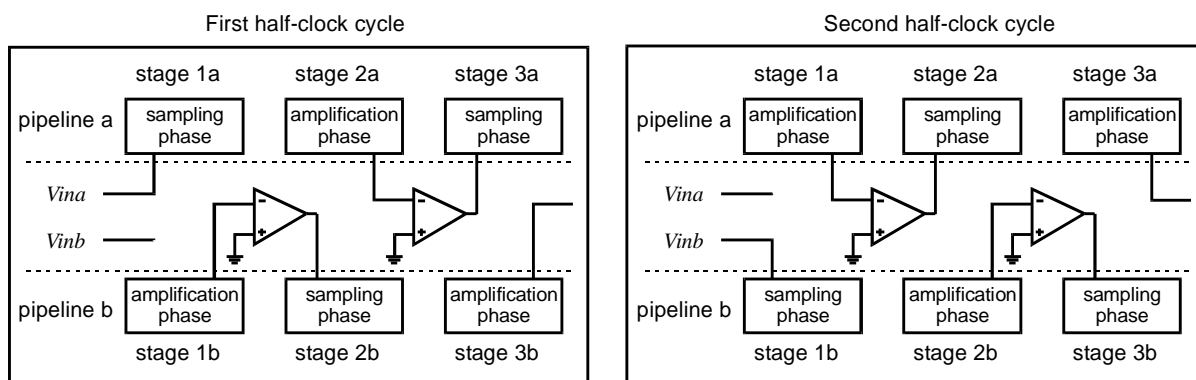 First half-clock cycle
stage 1a stage 2a stage 3a
pipeline a
sampling phase
amplification phase
sampling phase
Vina
Vinb
- +
- +
pipeline b
amplification phase
sampling phase
amplification phase
stage 1b stage 2b stage 3b
Second half-clock cycle
stage 1a stage 2a stage 3a
pipeline a
amplification phase
sampling phase
amplification phase
Vina
Vinb
- +
- +
pipeline b
sampling phase
amplification phase
sampling phase
stage 1b stage 2b stage 3b